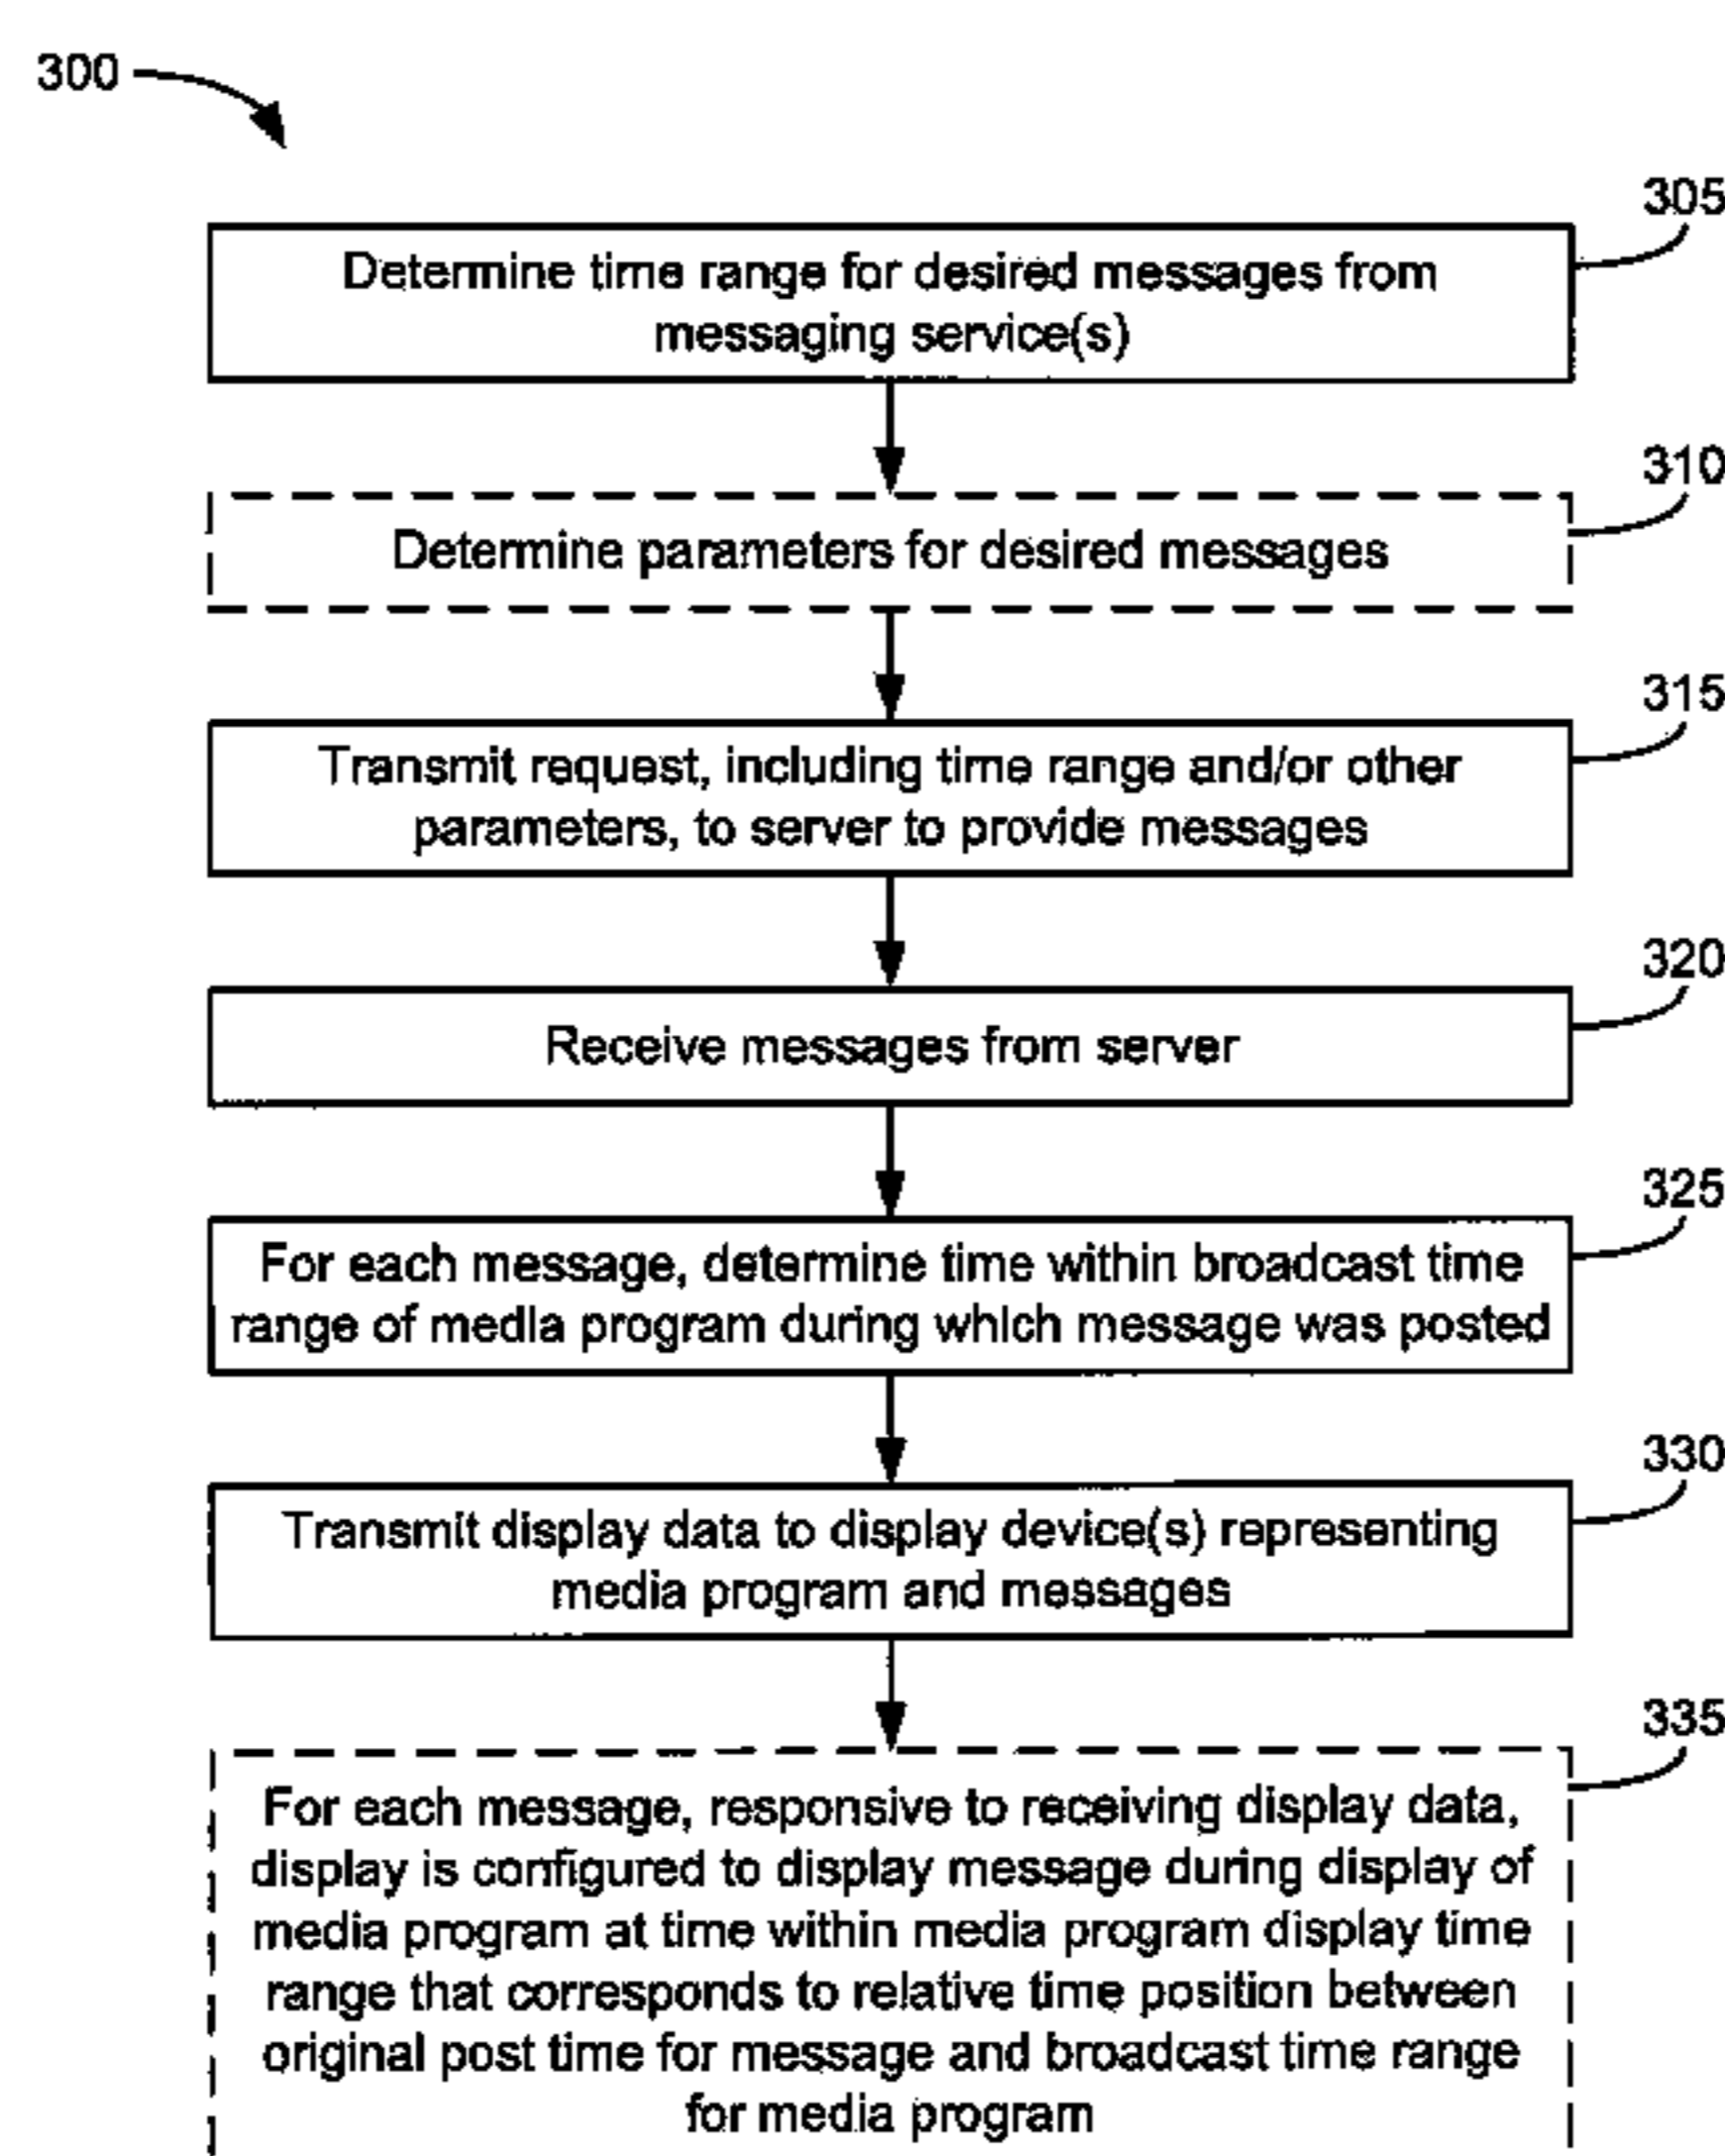 300
305
Determine time range for desired messages from
messaging service(s)
310
Determine parameters for desired messages
315
Transmit request, including time range and/or other
parameters, to server to provide messages
320
Receive messages from server
325
For each message, determine time within broadcast time
range of media program during which message was posted
330
Transmit display data to display device(s) representing
media program and messages
335
For each message, responsive to receiving display data,
display is configured to display message during display of
media program at time within media program display time
range that corresponds to relative time position between
original post time for message and broadcast time range
for media program